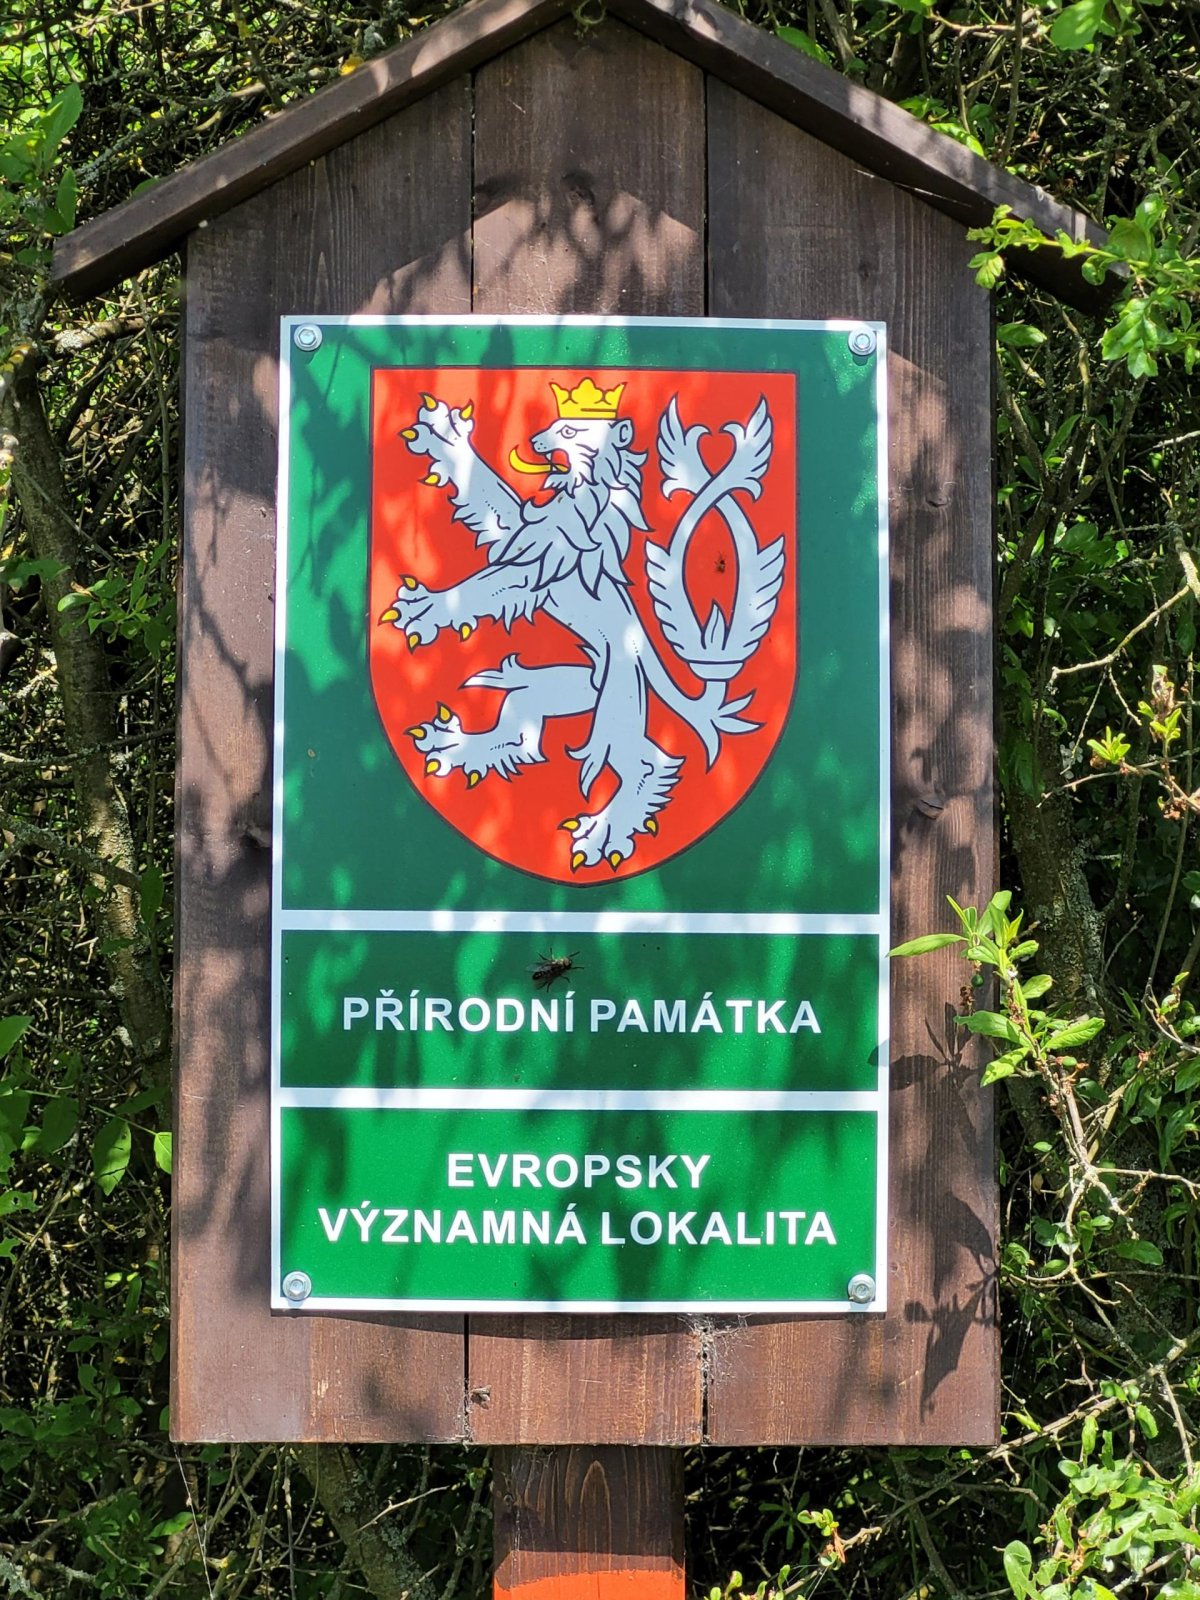 PŘÍRODNÍ PAMÁTKA
EVROPSKY
VÝZNAMNÁ LOKALITA